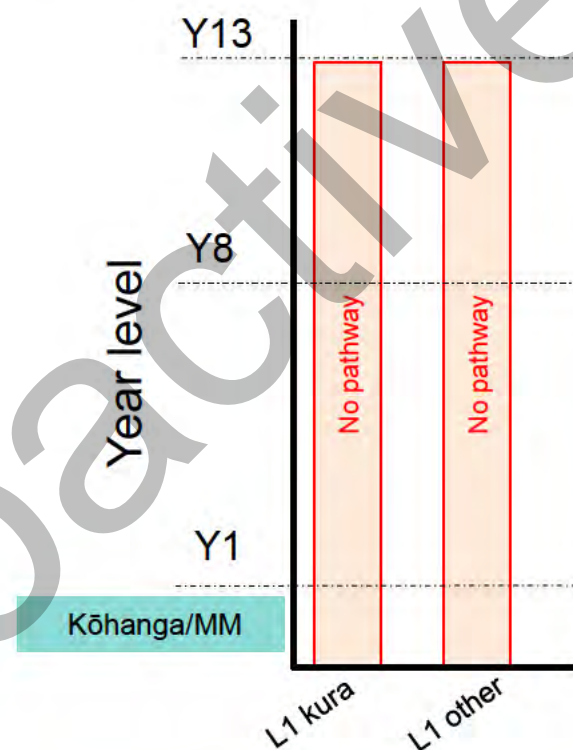 Y13
Y8
Year level
No pathway
No pathway
Y1
Kōhanga/MM
L1 kura
L1 other